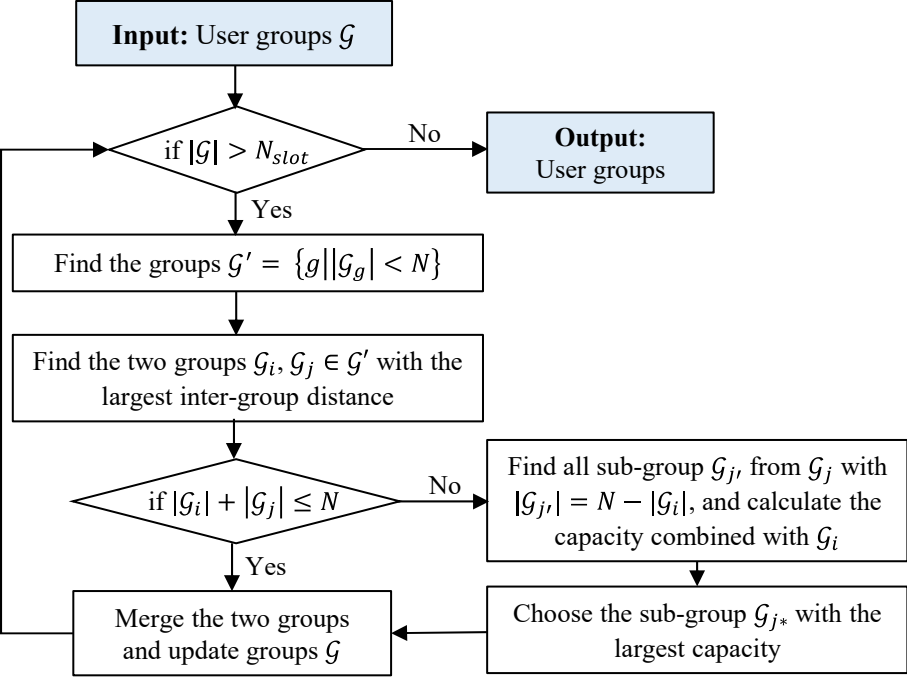 Input: User groups 𝒢
if |𝒢| > N_slot
No
Output:
User groups
Yes
Find the groups 𝒢′ = {g||𝒢_g| < N}
Find the two groups 𝒢_i, 𝒢_j ∈ 𝒢′ with the
largest inter-group distance
if |𝒢_i| + |𝒢_j| ≤ N
No
Find all sub-group 𝒢_j′ from 𝒢_j with
|𝒢_j′| = N − |𝒢_i|, and calculate the
capacity combined with 𝒢_i
Yes
Merge the two groups
and update groups 𝒢
Choose the sub-group 𝒢_j* with the
largest capacity